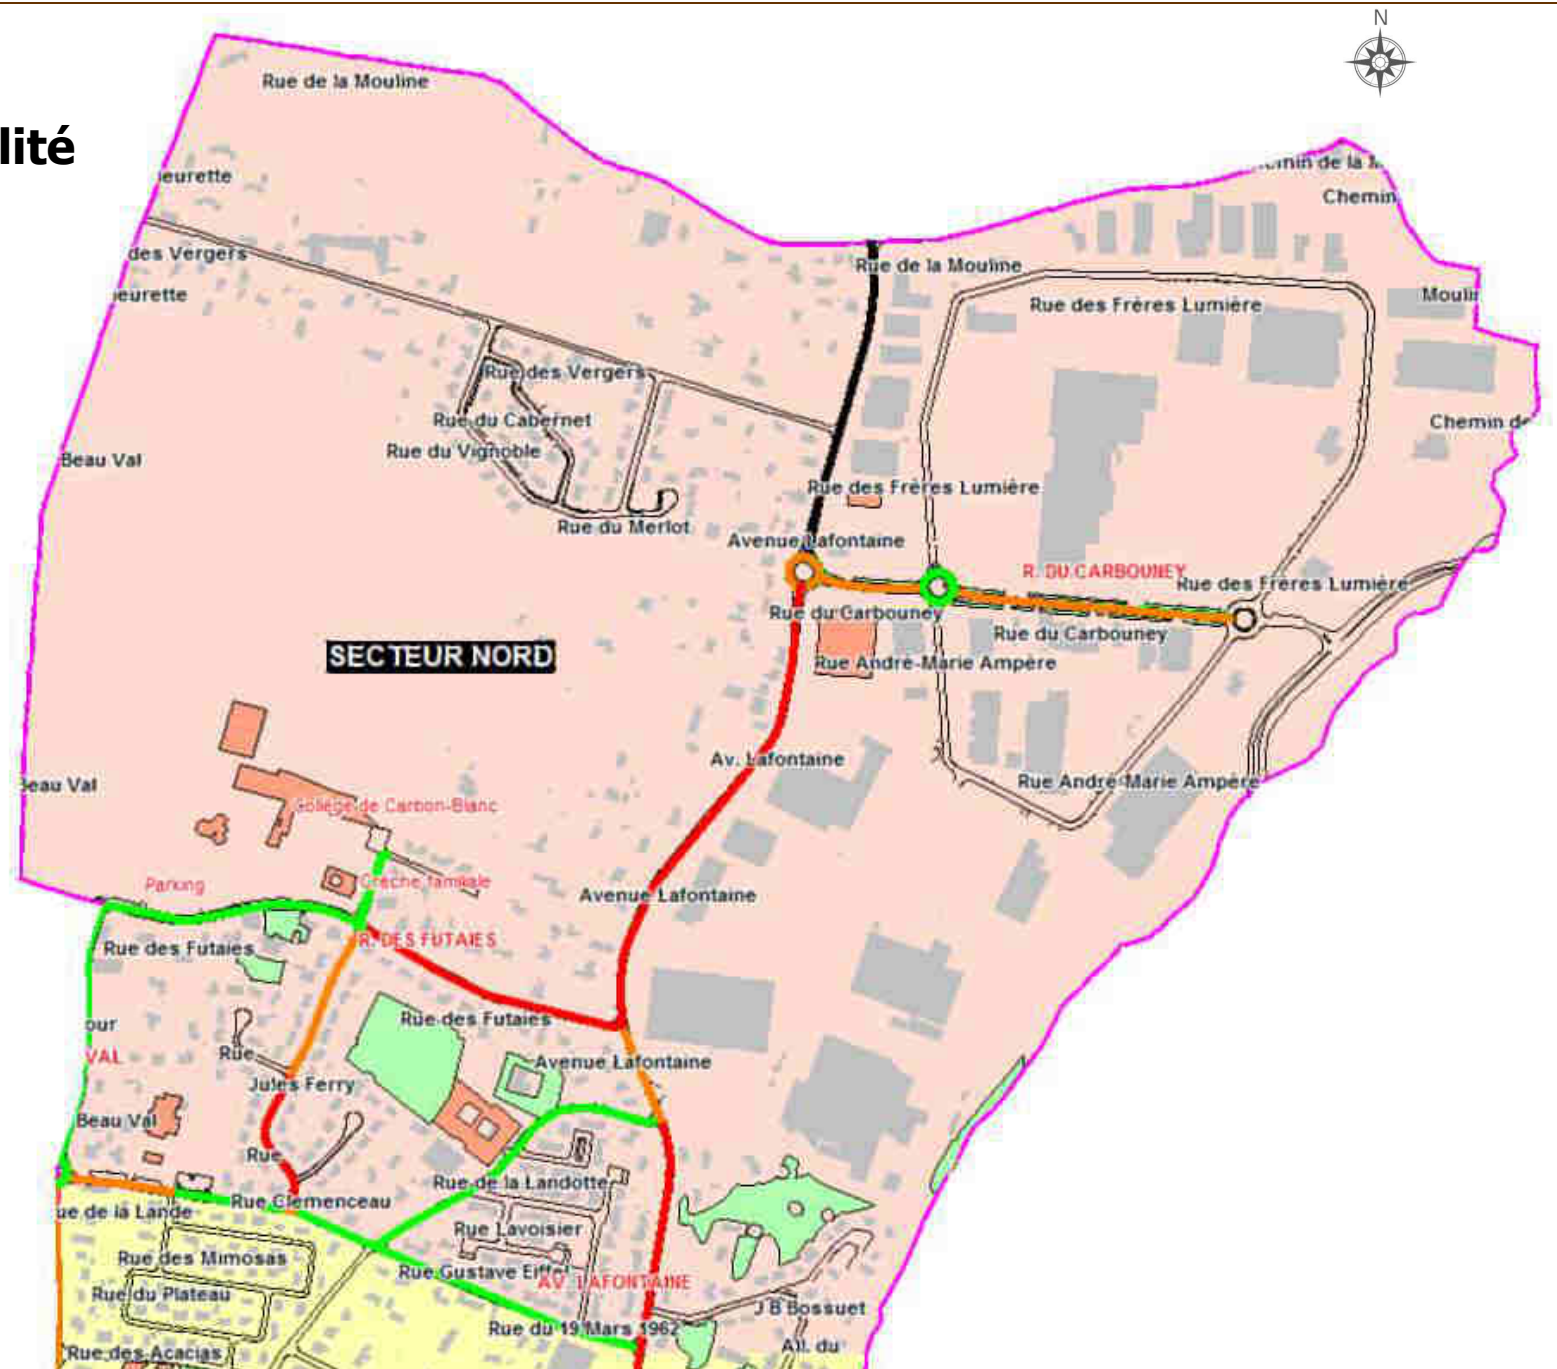 N
Rue de la Mouline
lité
eurette
Chemin
des Vergers
Rue de la Mouline
eurette
Rue des Frères Lumière
Rue des Vergers
Rue du Cabernet
Chemin de
Rue du Vignoble
Beau Val
Rue des Frères Lumière
Rue du Merlot
Avenue Lafontaine
R. DU CARBOUNEY
Rue des Frères Lumière
Rue du Carbouney
Rue du Carbouney
SECTEUR NORD
Rue André-Marie Ampère
Av. Lafontaine
Rue André-Marie Ampère
eau Val
Collège de Carbon-Blanc
Parking
Crèche familiale
Avenue Lafontaine
R. DES FUTAIES
Rue des Futaies
Rue des Futaies
our
VAL
Rue
Avenue Lafontaine
Jules Ferry
Beau Val
Rue
Rue de la Landotte
Rue Clemenceau
ue de la Lande
Rue Lavoisier
Rue des Mimosas
Rue Gustave Eiffel
AV. LAFONTAINE
Rue du Plateau
J B Bossuet
Rue du 19 Mars 1962
All. du
Rue des Acacias